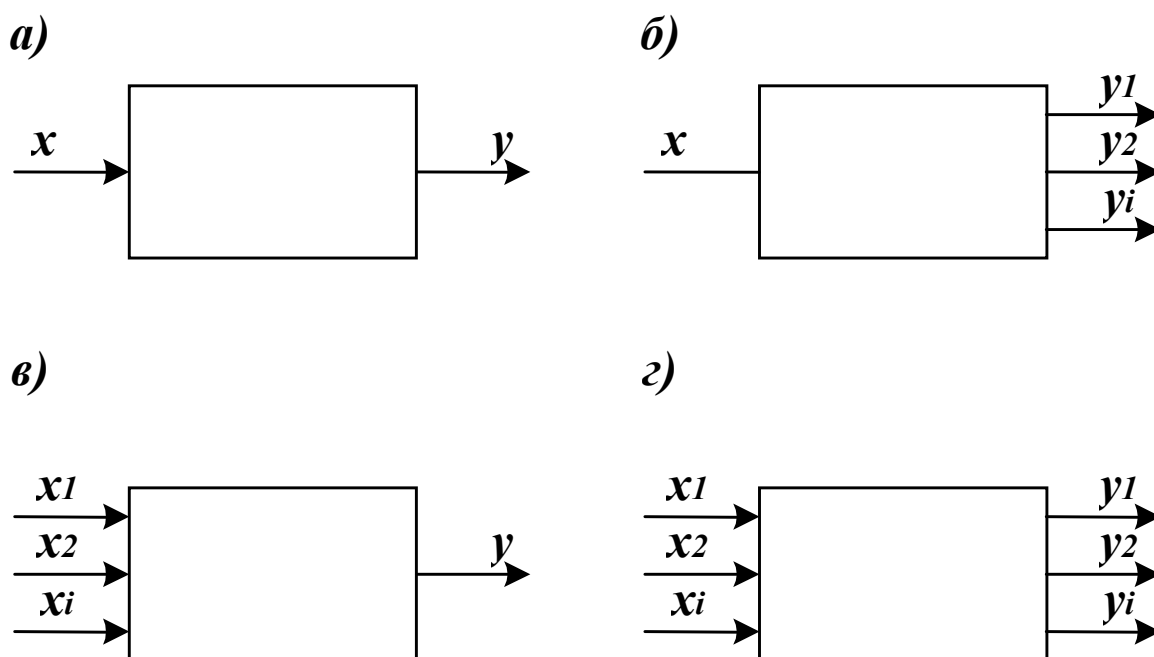 а)
x y
б)
x y1
y2
yi
в)
x1
x2 y
xi
г)
x1 y1
x2 y2
xi yi